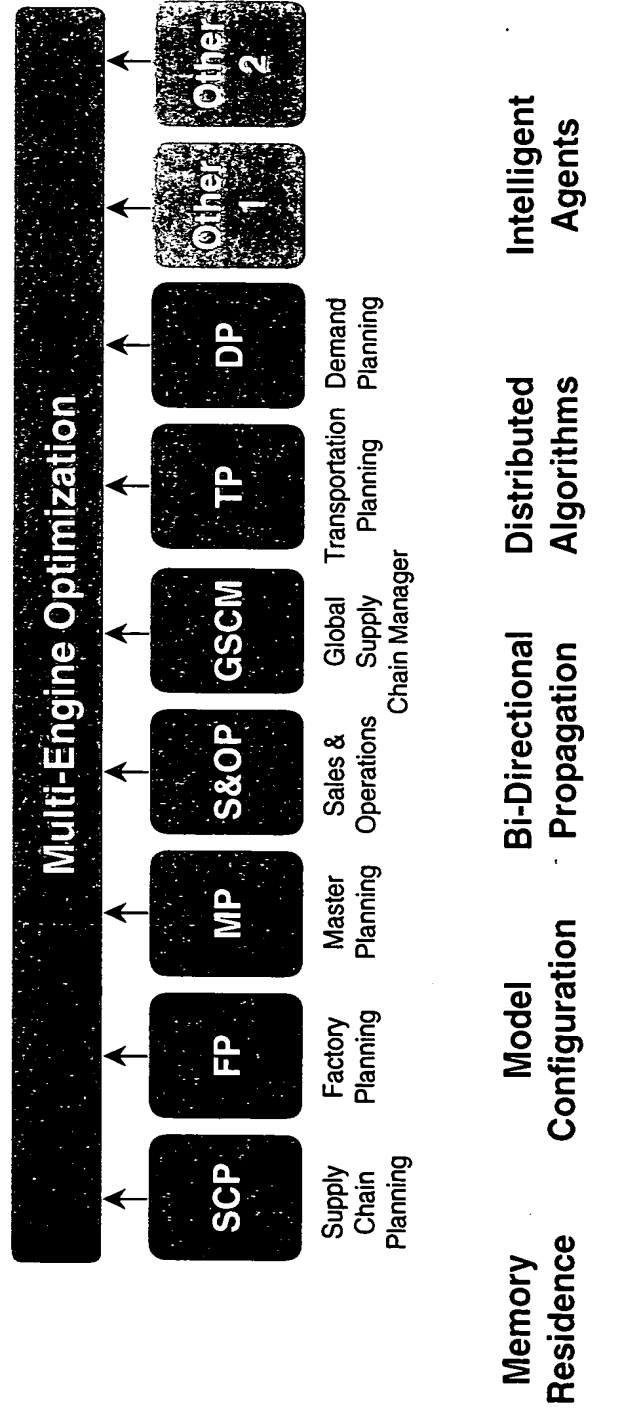 Multi-Engine Optimization
SCP
FP
MP
S&OP
GSCM
TP
DP
Other
1
Other
2
Supply
Chain
Planning
Factory
Planning
Master
Planning
Sales &
Operations
Global
Supply
Chain Manager
Transportation
Planning
Demand
Planning
Memory
Residence
Model
Configuration
Bi-Directional
Propagation
Distributed
Algorithms
Intelligent
Agents